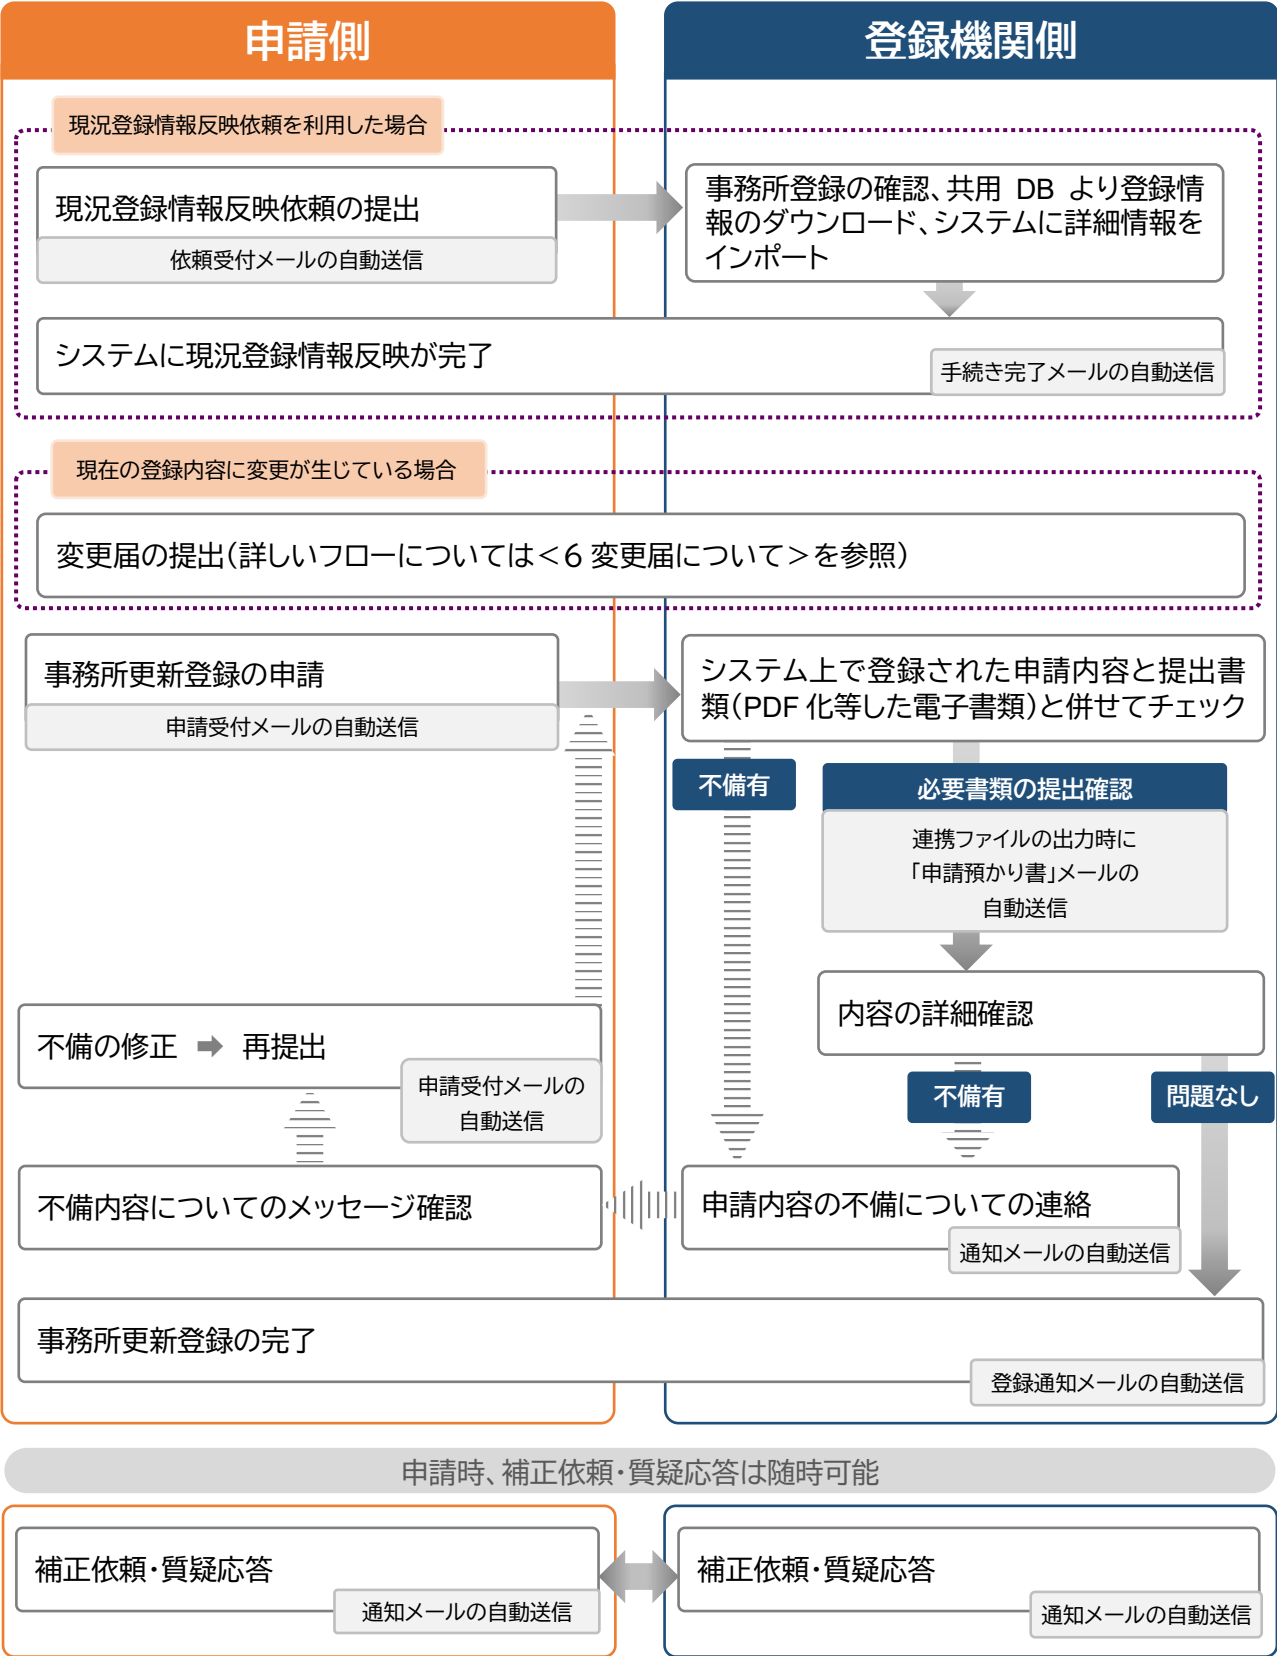 申請側
登録機関側
現況登録情報反映依頼を利用した場合
現況登録情報反映依頼の提出
依頼受付メールの自動送信
事務所登録の確認、共用 DB より登録情
報のダウンロード、システムに詳細情報を
インポート
システムに現況登録情報反映が完了
手続き完了メールの自動送信
現在の登録内容に変更が生じている場合
変更届の提出(詳しいフローについては<6 変更届について>を参照)
事務所更新登録の申請
申請受付メールの自動送信
システム上で登録された申請内容と提出書
類(PDF 化等した電子書類)と併せてチェック
不備有
必要書類の提出確認
連携ファイルの出力時に
「申請預かり書」メールの
自動送信
内容の詳細確認
不備の修正 ➡ 再提出
申請受付メールの
自動送信
不備有
問題なし
不備内容についてのメッセージ確認
申請内容の不備についての連絡
通知メールの自動送信
事務所更新登録の完了
登録通知メールの自動送信
申請時、補正依頼・質疑応答は随時可能
補正依頼・質疑応答
通知メールの自動送信
補正依頼・質疑応答
通知メールの自動送信